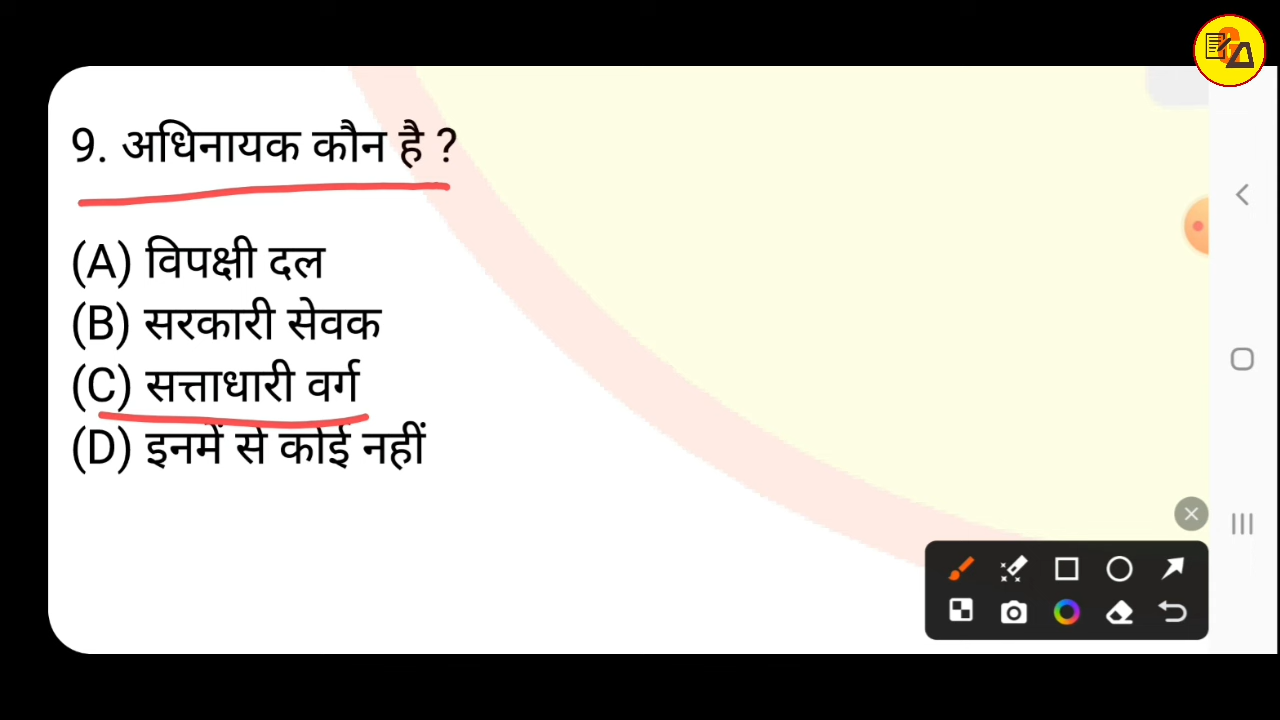 9. अधिनायक कौन है ?
(A) विपक्षी दल
(B) सरकारी सेवक
(C) सत्ताधारी वर्ग
(D) इनमें से कोई नहीं